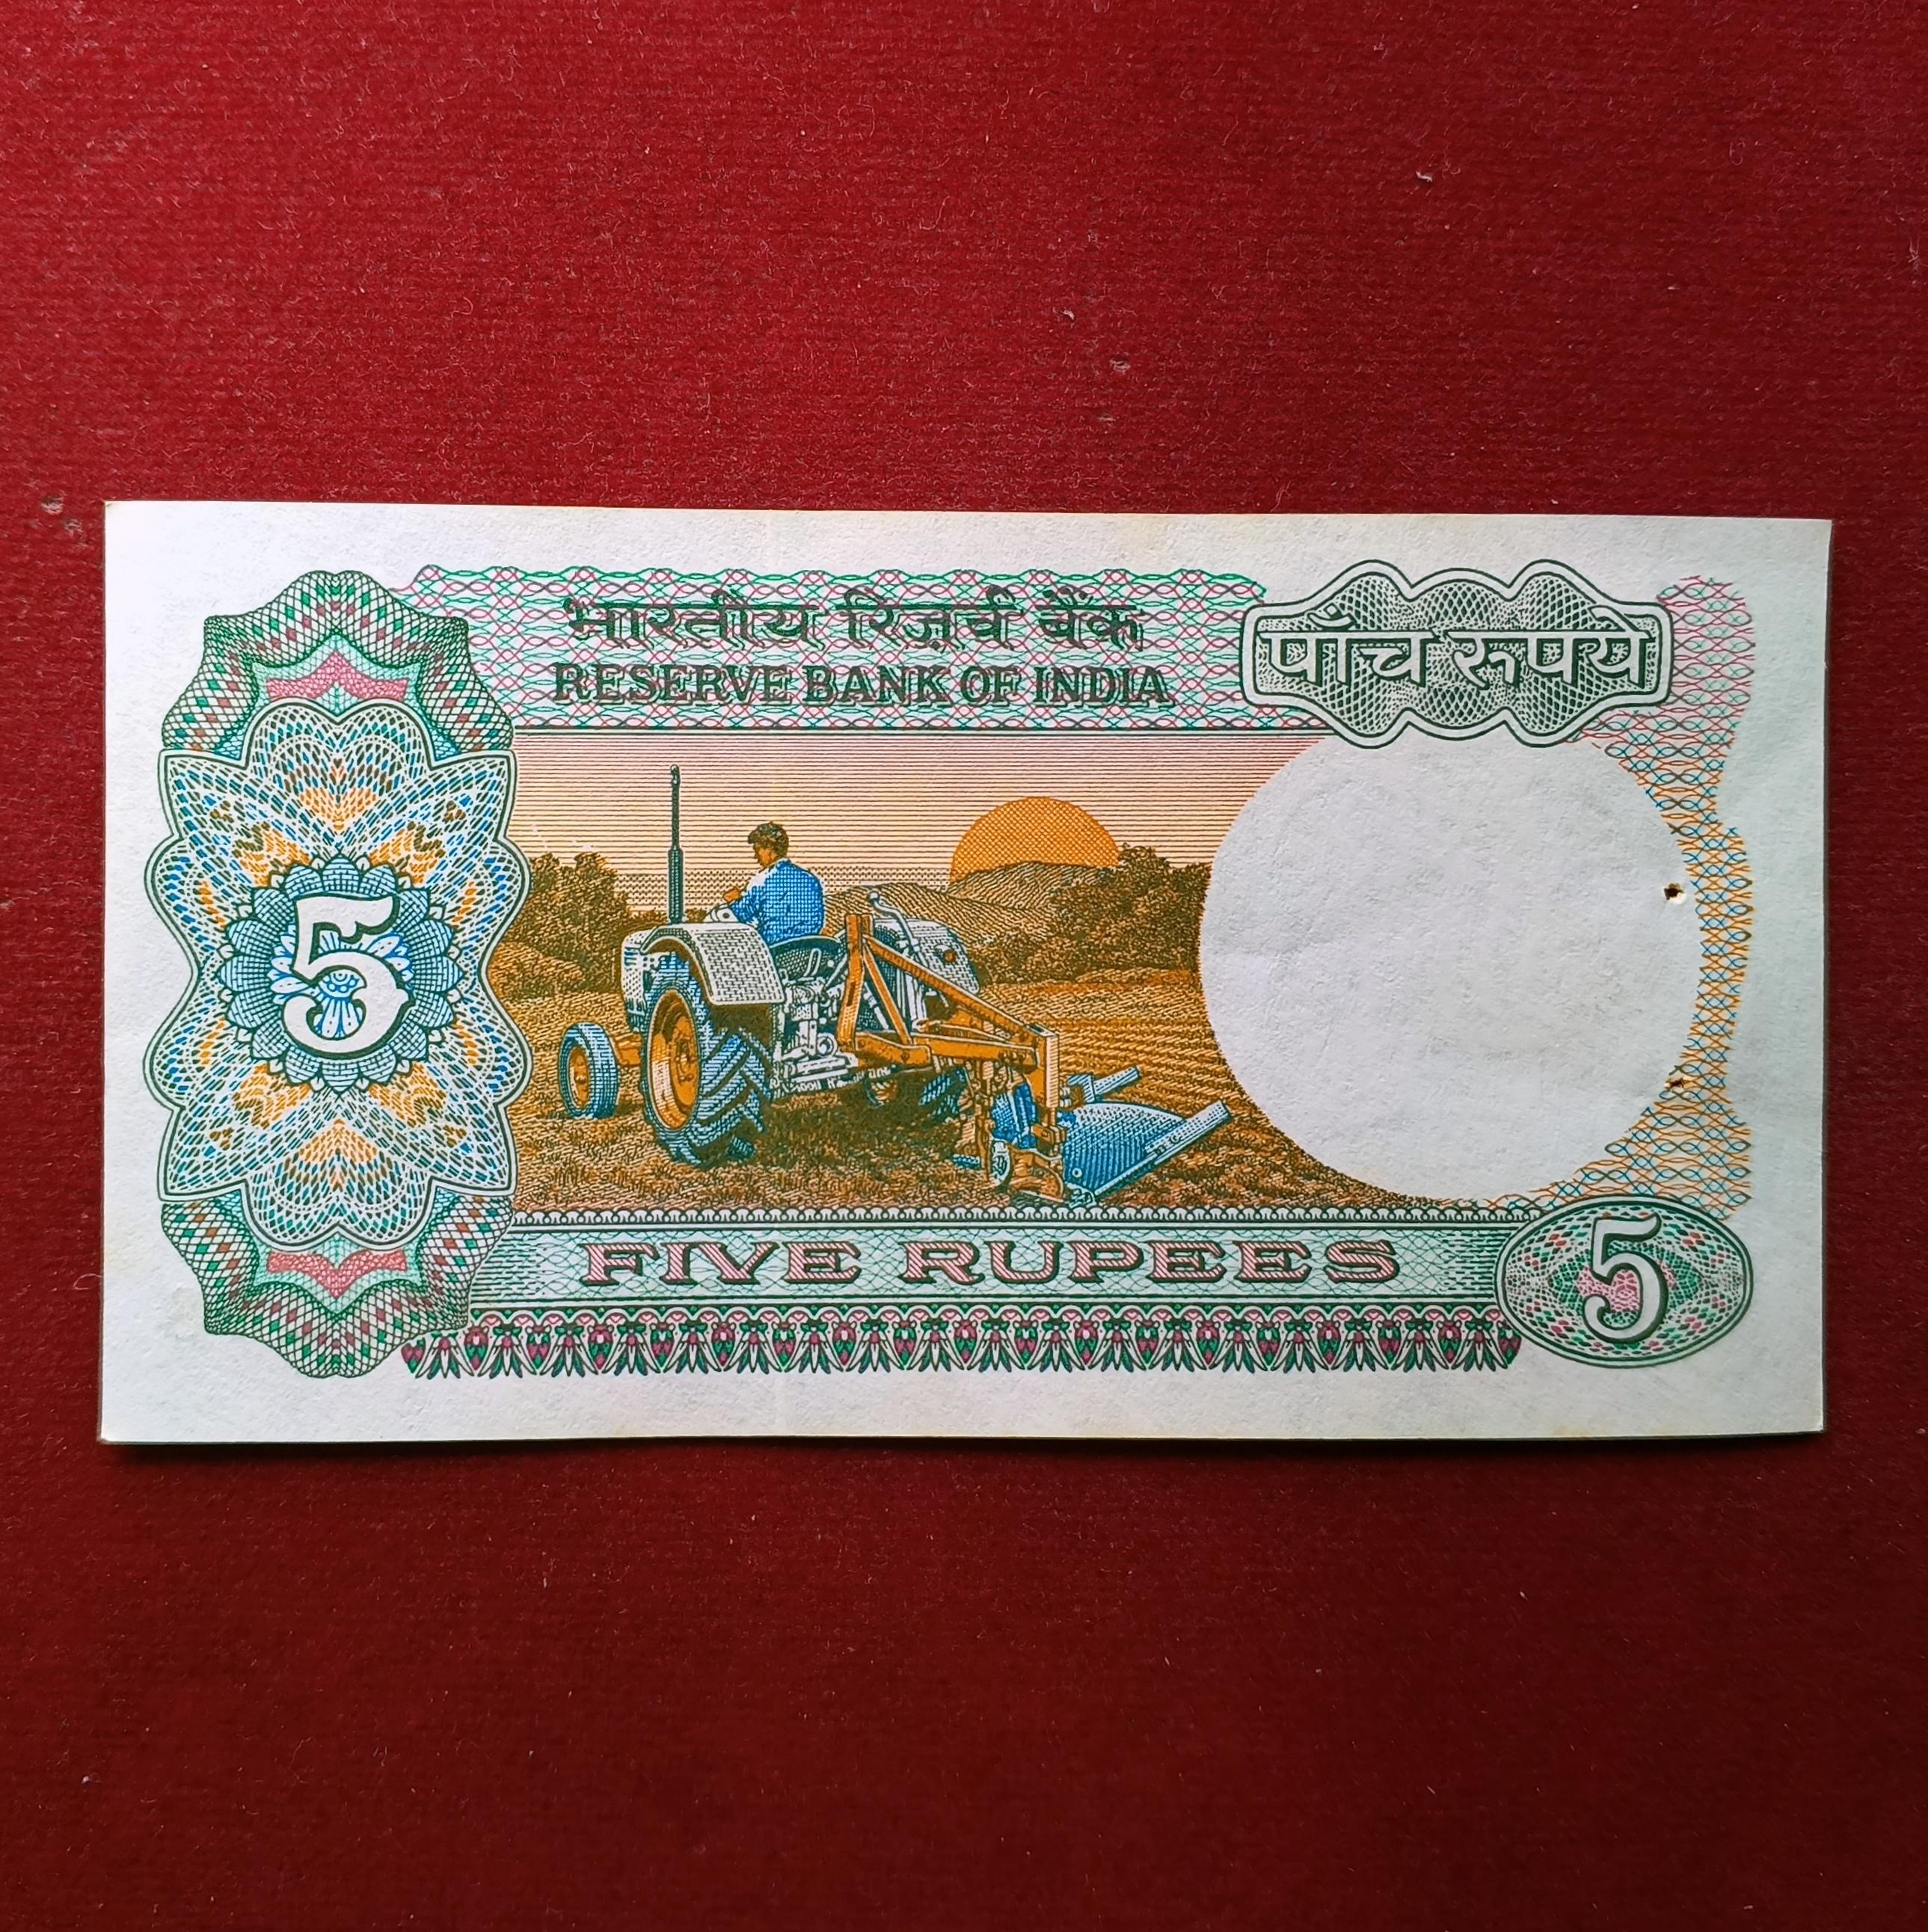 भारतीय रिज़र्व बैंक
RESERVE BANK OF INDIA
पाँच रूपये
5
FIVE RUPEES
5